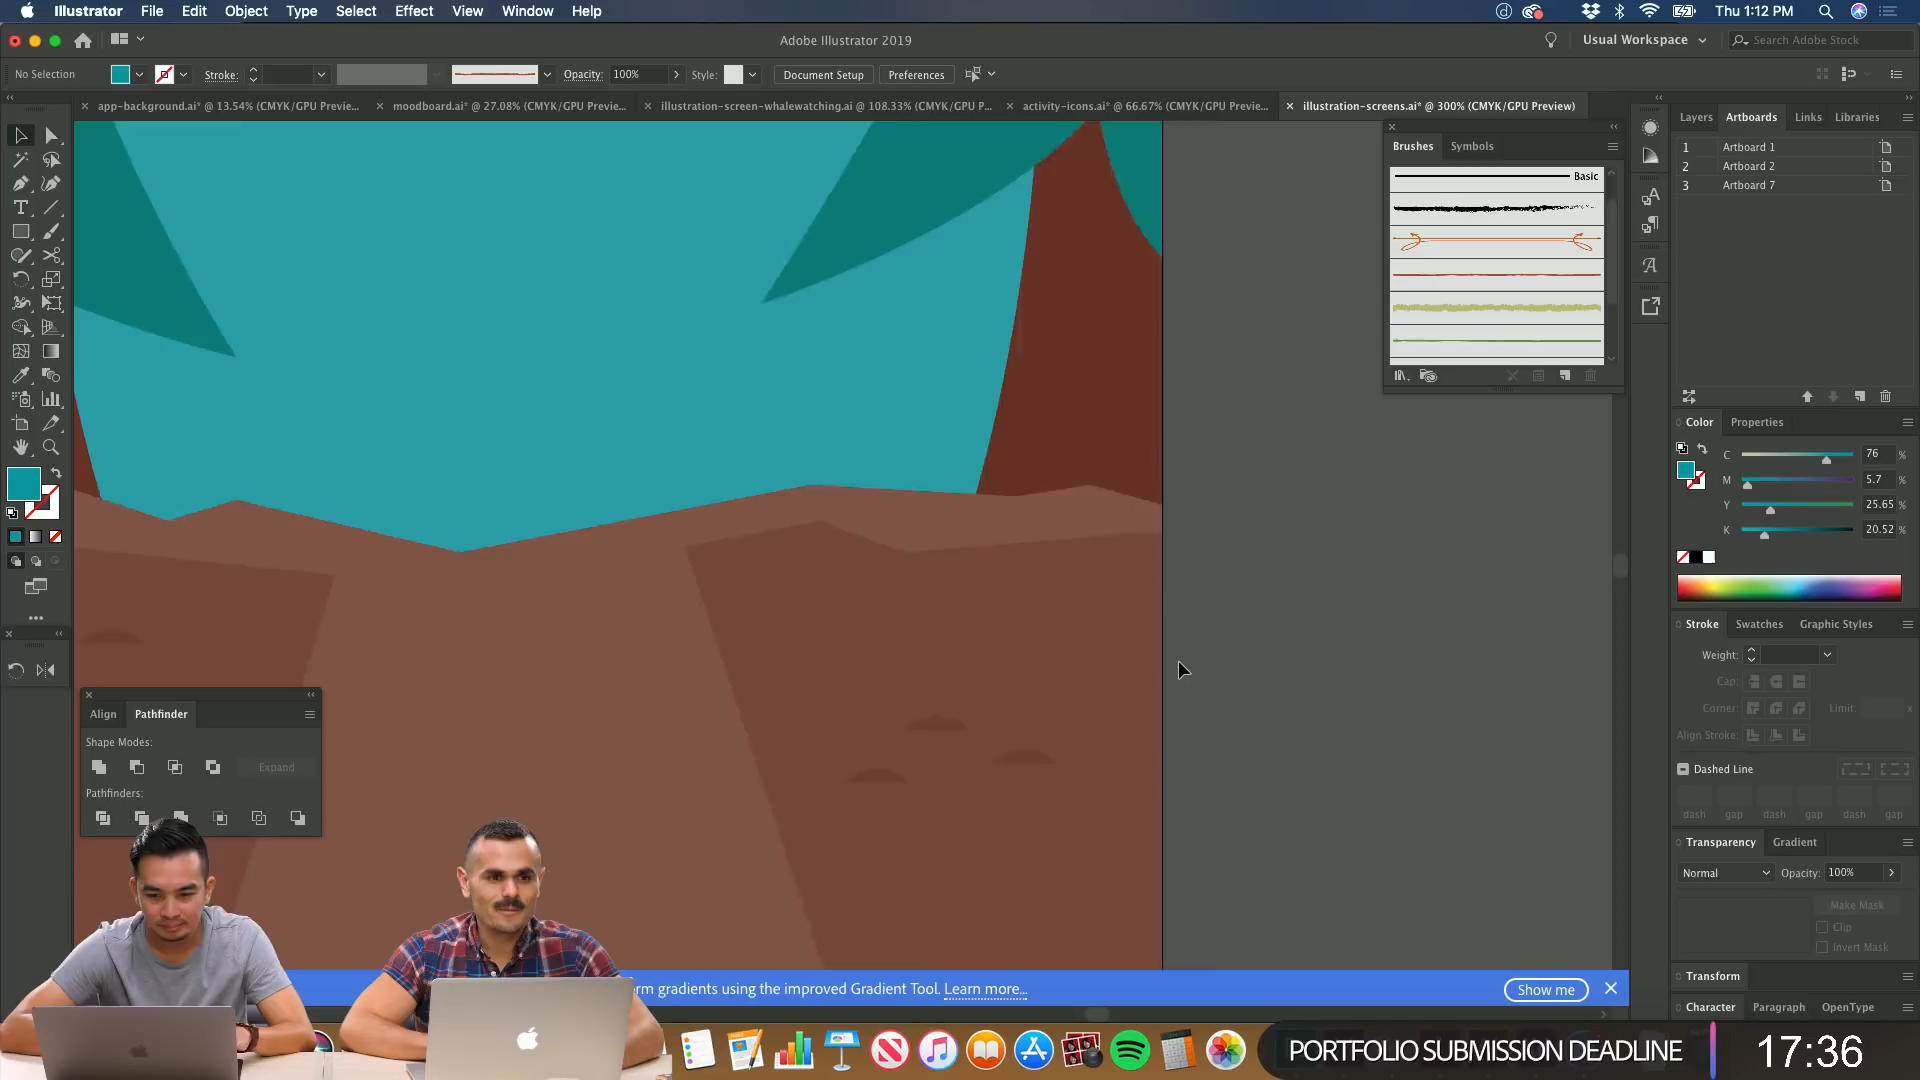 Illustrator File Edit Object Type Select Effect View Window Help
Thu 1:12 PM
Adobe Illustrator 2019
Usual Workspace
Search Adobe Stock
No Selection
Stroke:
Opacity: 100%
Style:
Document Setup
Preferences
app-background.ai* @ 13.54% (CMYK/GPU Previe...
moodboard.ai* @ 27.08% (CMYK/GPU Previe...
illustration-screen-whalewatching.ai @ 108.33% (CMYK/GPU P...
activity-icons.ai* @ 66.67% (CMYK/GPU Previe...
illustration-screens.ai* @ 300% (CMYK/GPU Preview)
Brushes Symbols
Basic
Layers Artboards Links Libraries
1 Artboard 1
2 Artboard 2
3 Artboard 7
Color Properties
C 76 %
M 5.7 %
Y 25.65 %
K 20.52 %
Stroke Swatches Graphic Styles
Weight:
Cap:
Corner: Limit: x
Align Stroke:
Dashed Line
dash gap dash gap dash gap
Transparency Gradient
Normal Opacity: 100%
Make Mask
Clip
Invert Mask
Transform
Character Paragraph OpenType
Align Pathfinder
Shape Modes:
Expand
Pathfinders:
rm gradients using the improved Gradient Tool. Learn more...
Show me
PORTFOLIO SUBMISSION DEADLINE
17:36